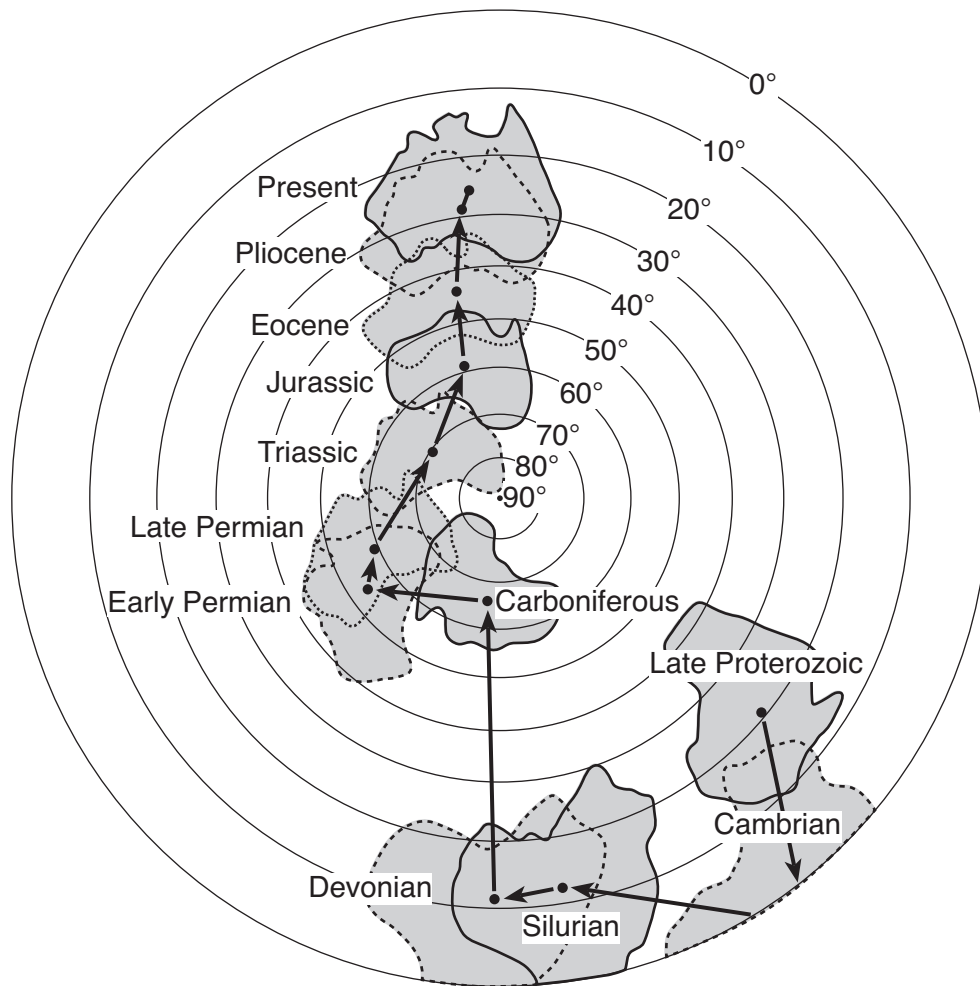 0°
10°
20°
30°
40°
50°
60°
70°
80°
90°
Present
Pliocene
Eocene
Jurassic
Triassic
Late Permian
Early Permian
Carboniferous
Late Proterozoic
Cambrian
Devonian
Silurian